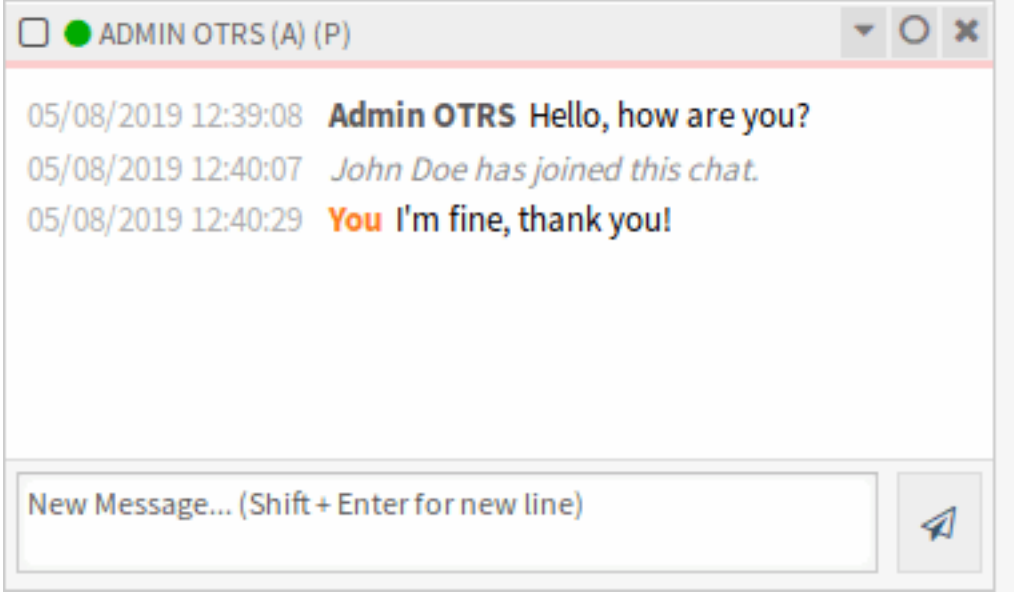 ADMIN OTRS (A) (P)
05/08/2019 12:39:08 Admin OTRS Hello, how are you?
05/08/2019 12:40:07 John Doe has joined this chat.
05/08/2019 12:40:29 You I'm fine, thank you!
New Message... (Shift + Enter for new line)